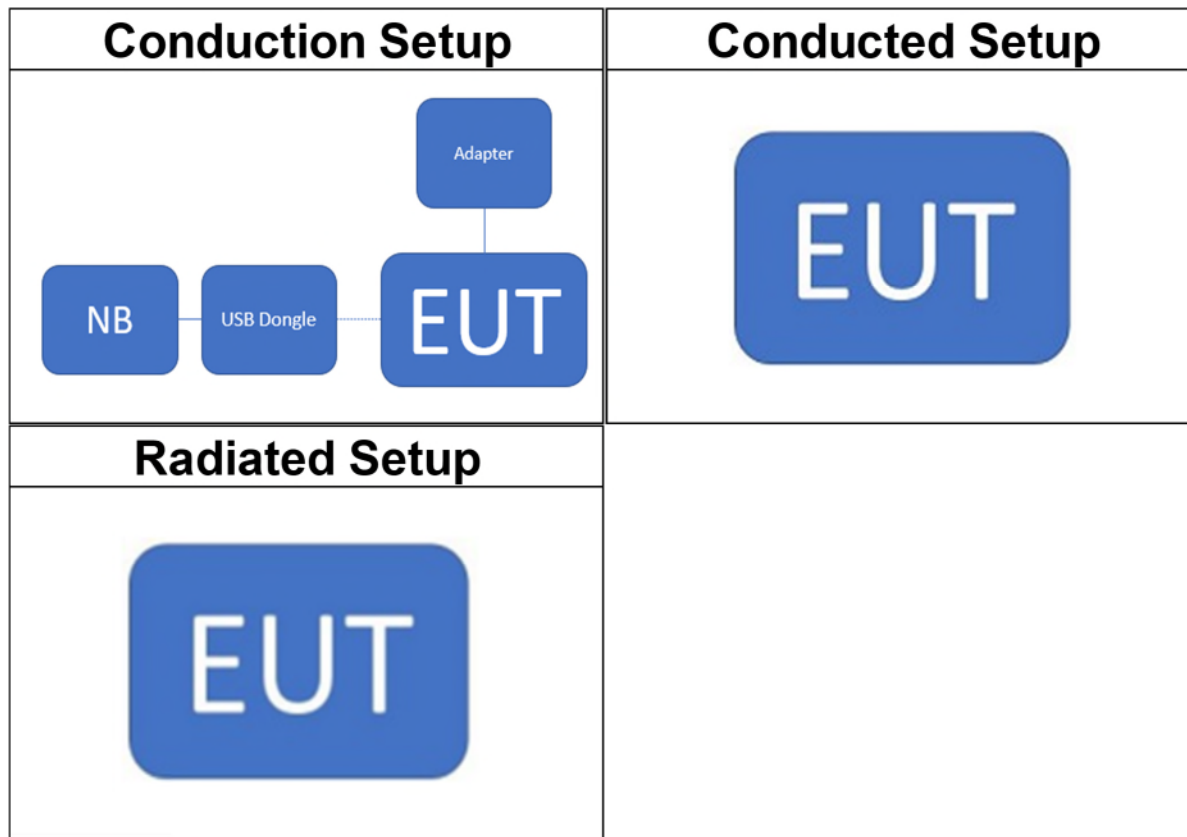 Conduction Setup
Conducted Setup
Adapter
NB
USB Dongle
EUT
EUT
Radiated Setup
EUT